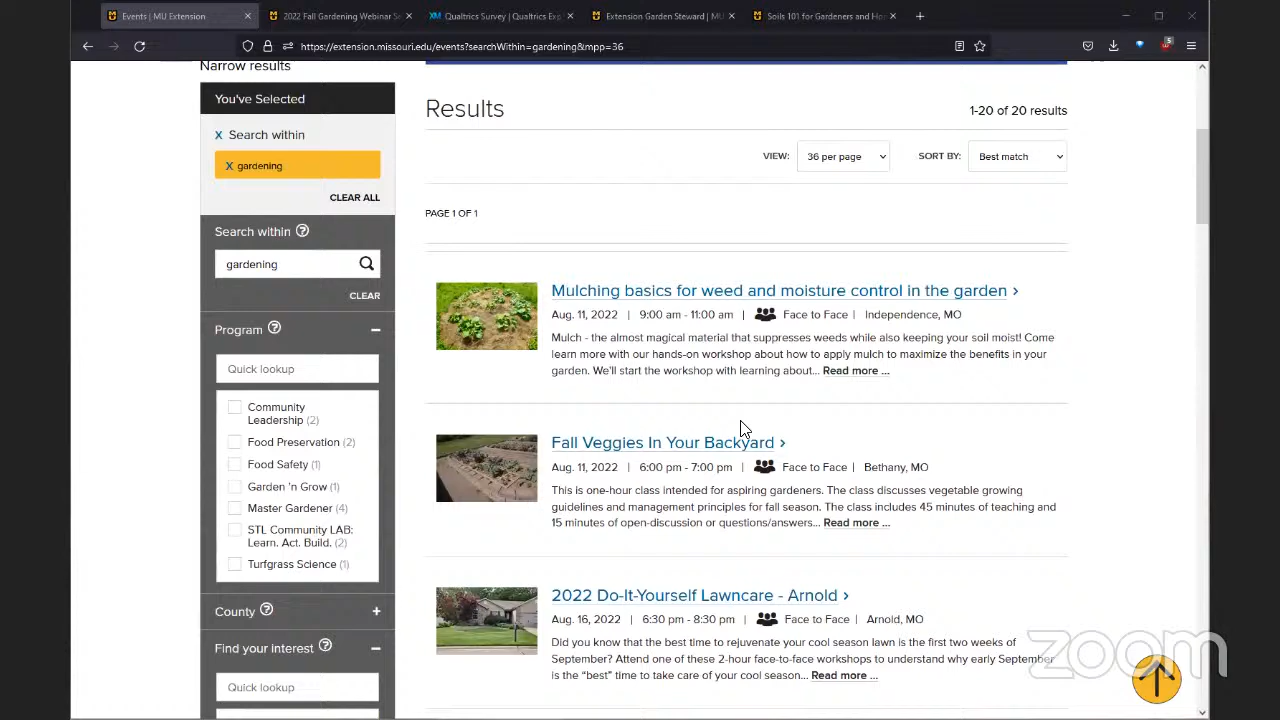 Events | MU Extension
2022 Fall Gardening Webinar Se
Qualtrics Survey | Qualtrics Exp
Extension Garden Steward | MU
Soils 101 for Gardeners and Ho
https://extension.missouri.edu/events?searchWithin=gardening&mpp=36
5
Narrow results
You've Selected
X Search within
X gardening
CLEAR ALL
Search within
gardening
CLEAR
Program
Quick lookup
Community
Leadership (2)
Food Preservation (2)
Food Safety (1)
Garden 'n Grow (1)
Master Gardener (4)
STL Community LAB:
Learn. Act. Build. (2)
Turfgrass Science (1)
County
Find your interest
Quick lookup
Results
1-20 of 20 results
VIEW: 36 per page SORT BY: Best match
PAGE 1 OF 1
Mulching basics for weed and moisture control in the garden ›
Aug. 11, 2022 | 9:00 am - 11:00 am | Face to Face | Independence, MO
Mulch - the almost magical material that suppresses weeds while also keeping your soil moist! Come
learn more with our hands-on workshop about how to apply mulch to maximize the benefits in your
garden. We'll start the workshop with learning about... Read more ...
Fall Veggies In Your Backyard ›
Aug. 11, 2022 | 6:00 pm - 7:00 pm | Face to Face | Bethany, MO
This is one-hour class intended for aspiring gardeners. The class discusses vegetable growing
guidelines and management principles for fall season. The class includes 45 minutes of teaching and
15 minutes of open-discussion or questions/answers... Read more ...
2022 Do-It-Yourself Lawncare - Arnold ›
Aug. 16, 2022 | 6:30 pm - 8:30 pm | Face to Face | Arnold, MO
Did you know that the best time to rejuvenate your cool season lawn is the first two weeks of
September? Attend one of these 2-hour face-to-face workshops to understand why early September
is the “best” time to take care of your cool season... Read more ...
zoom